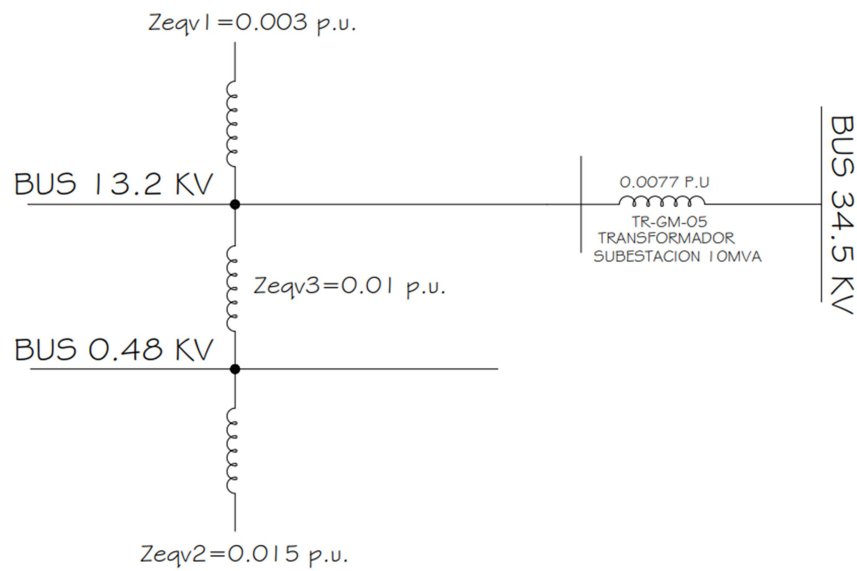 Zeqv1=0.003 p.u.
BUS 13.2 KV
0.0077 P.U
TR-GM-05
TRANSFORMADOR
SUBESTACION 10MVA
BUS 34.5 KV
Zeqv3=0.01 p.u.
BUS 0.48 KV
Zeqv2=0.015 p.u.